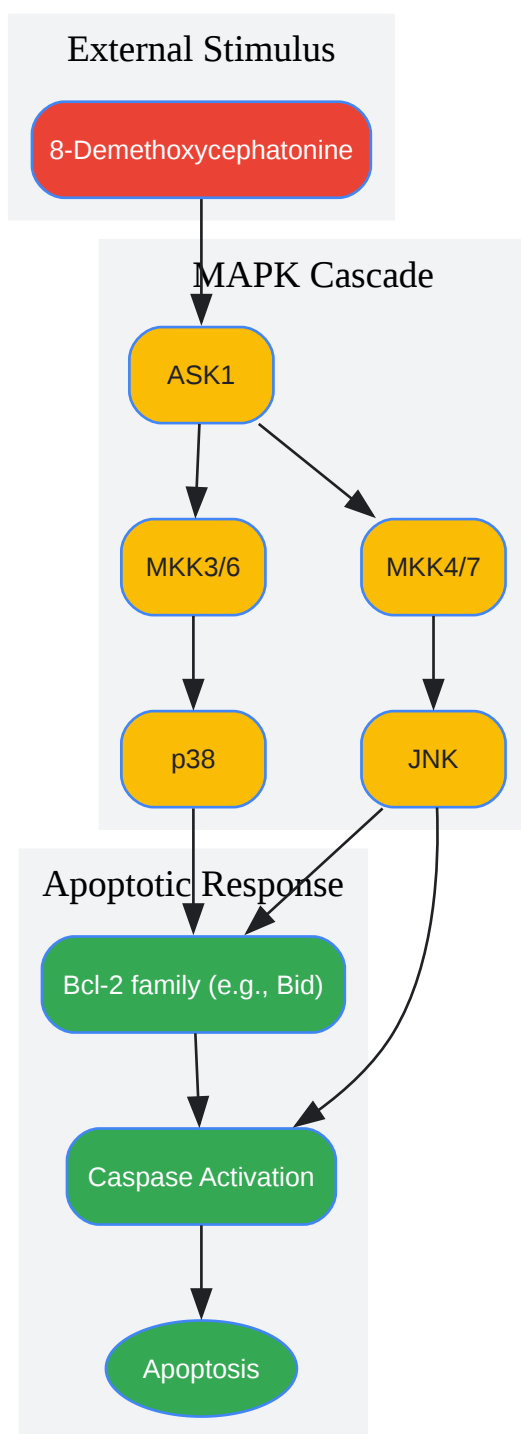 External Stimulus
8-Demethoxycephatonine
MAPK Cascade
ASK1
MKK3/6
MKK4/7
p38
JNK
Apoptotic Response
Bcl-2 family (e.g., Bid)
Caspase Activation
Apoptosis